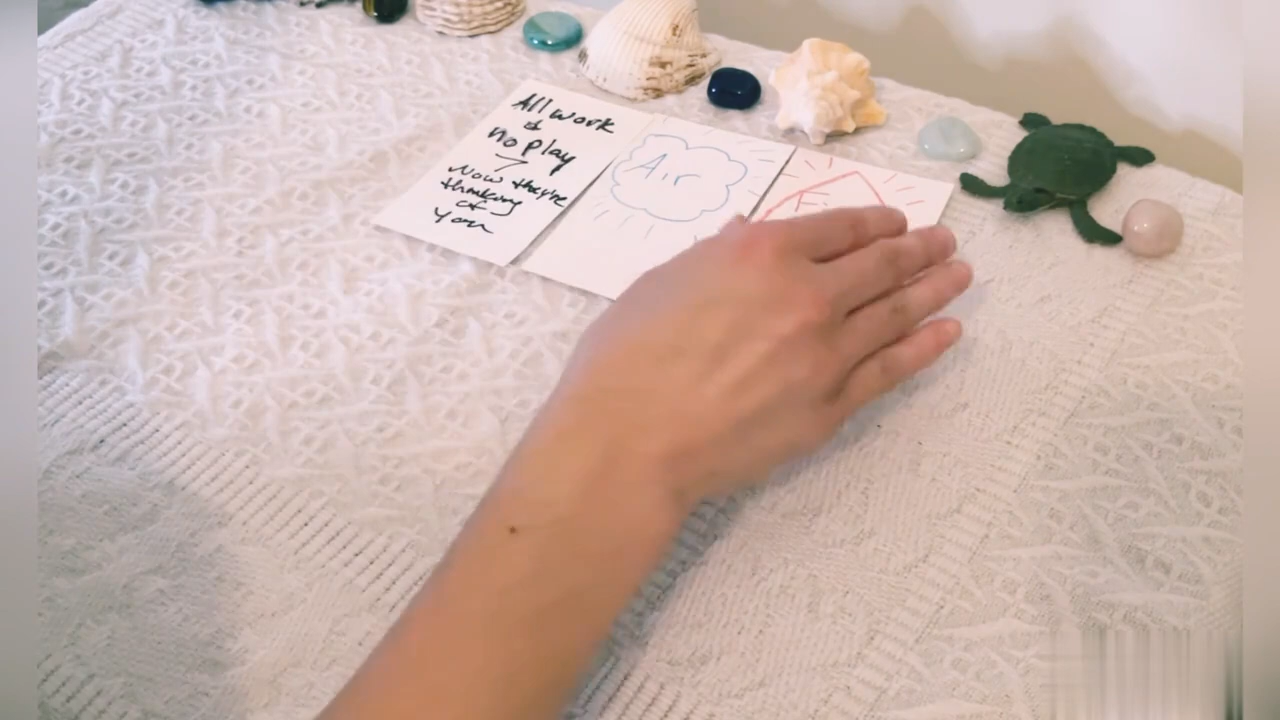 All work
&
no play
Now they're
thinking
of
you
Air